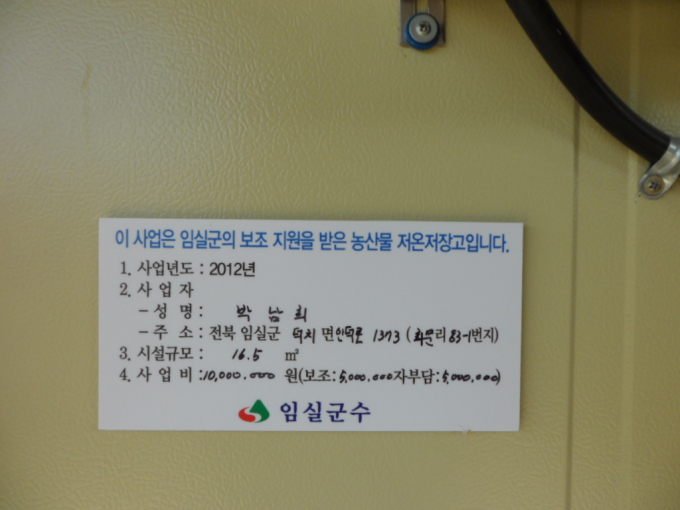 이 사업은 임실군의 보조 지원을 받은 농산물 저온저장고입니다.
1. 사업년도 : 2012년
2. 사 업 자
- 성 명 : 박 남 희
- 주 소 : 전북 임실군 덕치 면 인덕로 1373 (회문리 83-1번지)
3. 시설규모 : 16.5 ㎡
4. 사 업 비 : 10,000.000 원(보조 : 5,000,000 자부담 : 5,000,000)
임실군수